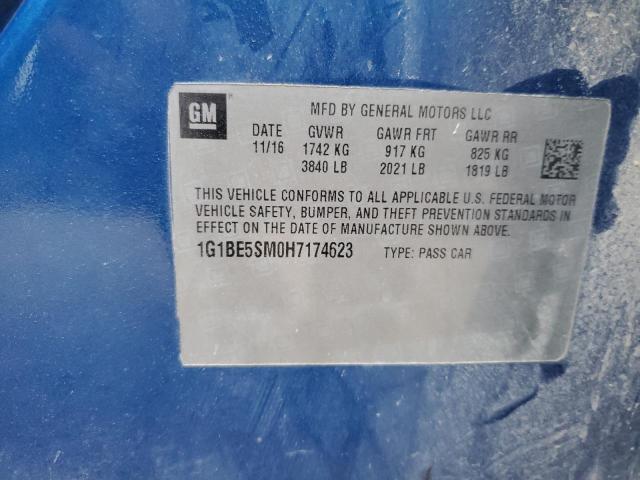 GM
MFD BY GENERAL MOTORS LLC
DATE GVWR GAWR FRT GAWR RR
11/16 1742 KG 917 KG 825 KG
3840 LB 2021 LB 1819 LB
THIS VEHICLE CONFORMS TO ALL APPLICABLE U.S. FEDERAL MOTOR
VEHICLE SAFETY, BUMPER, AND THEFT PREVENTION STANDARDS IN
EFFECT ON THE DATE OF MANUFACTURE SHOWN ABOVE.
1G1BE5SM0H7174623 TYPE: PASS CAR